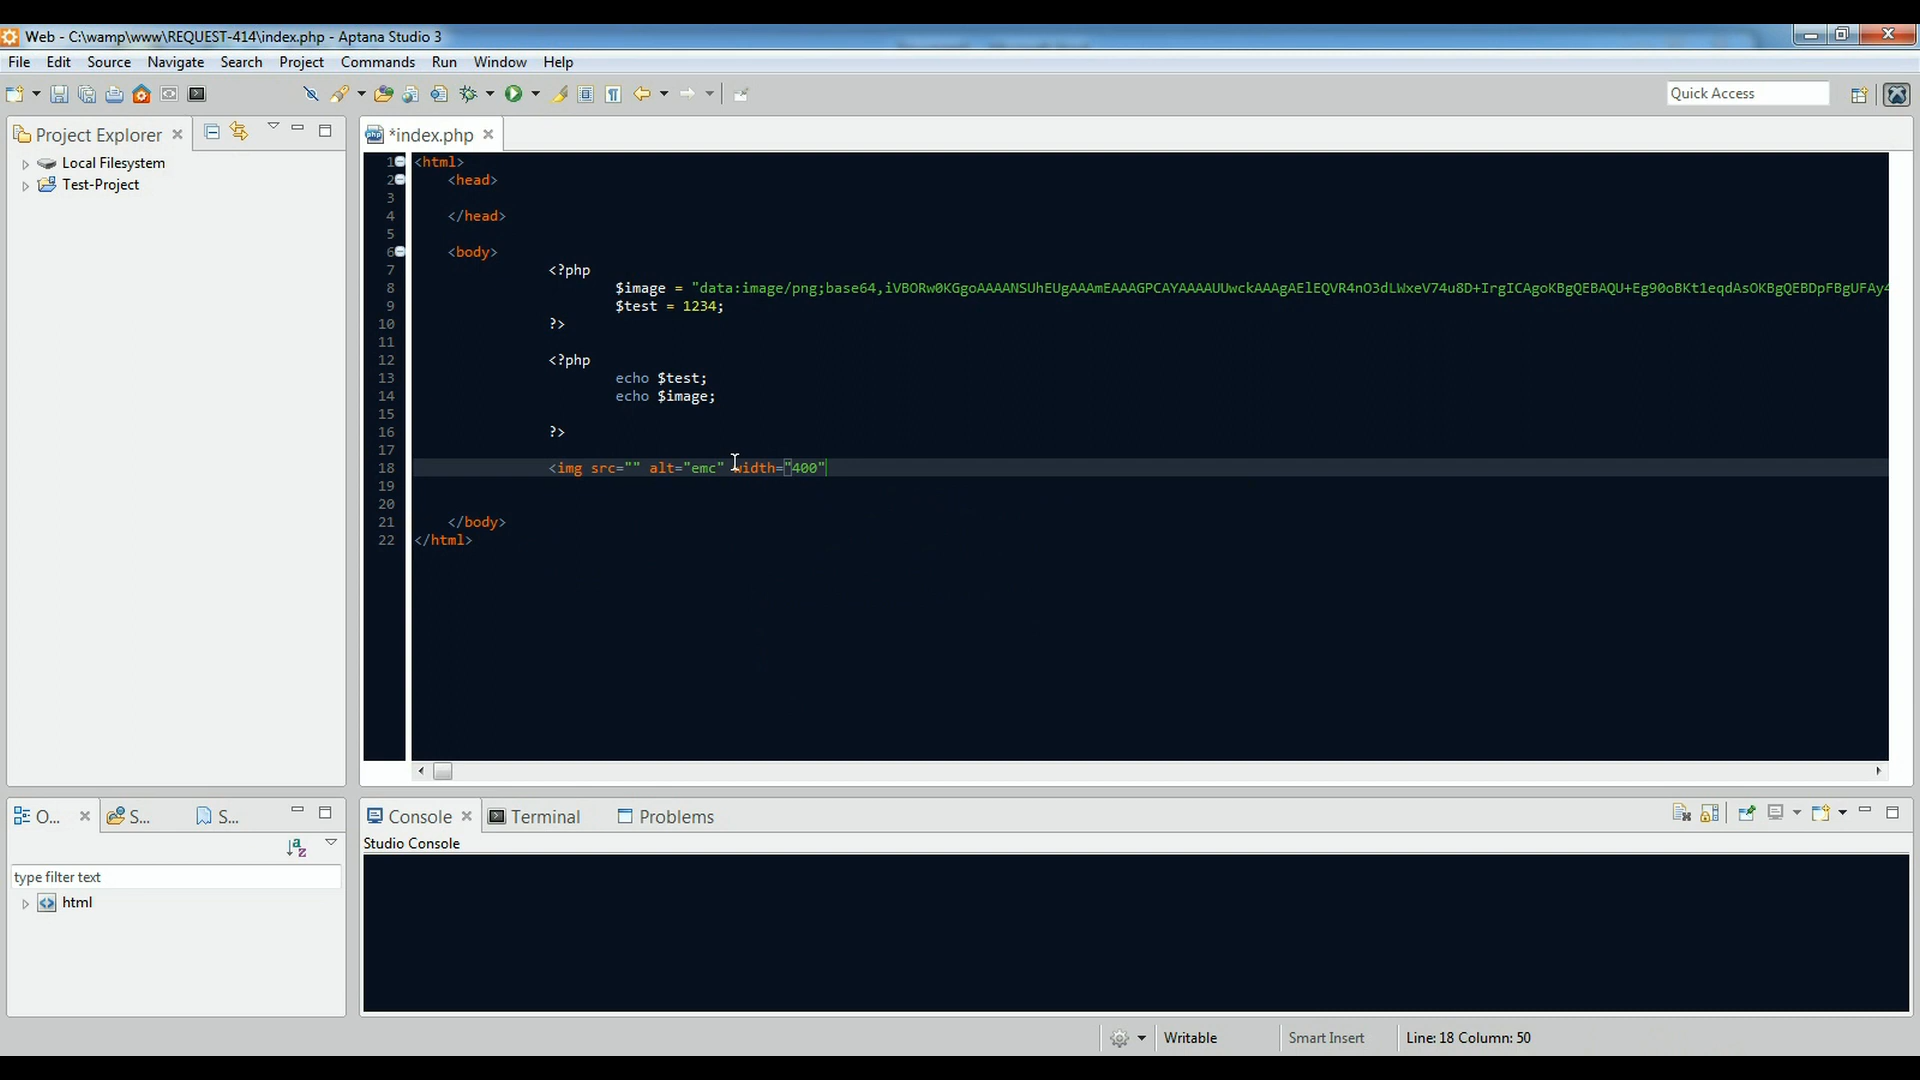 Web - C:\wamp\www\REQUEST-414\index.php - Aptana Studio 3
File Edit Source Navigate Search Project Commands Run Window Help
Quick Access
Project Explorer
Local Filesystem
Test-Project
*index.php
1 <html>
2 <head>
3
4 </head>
5
6 <body>
7 <?php
8 $image = "data:image/png;base64,iVBORw0KGgoAAAANSUhEUgAAAmEAAAGPCAYAAAAUUwckAAAgAElEQVR4nO3dLWxeV74u8D+IrgICAgoKBgQEBAQU+Eg90oBKt1eqdAsOKBgQEBDpFBgUFAy4
9 $test = 1234;
10 ?>
11
12 <?php
13 echo $test;
14 echo $image;
15
16 ?>
17
18 <img src="" alt="emc" width="400"
19
20
21 </body>
22 </html>
O... S... S...
type filter text
html
Console Terminal Problems
Studio Console
Writable Smart Insert Line: 18 Column: 50